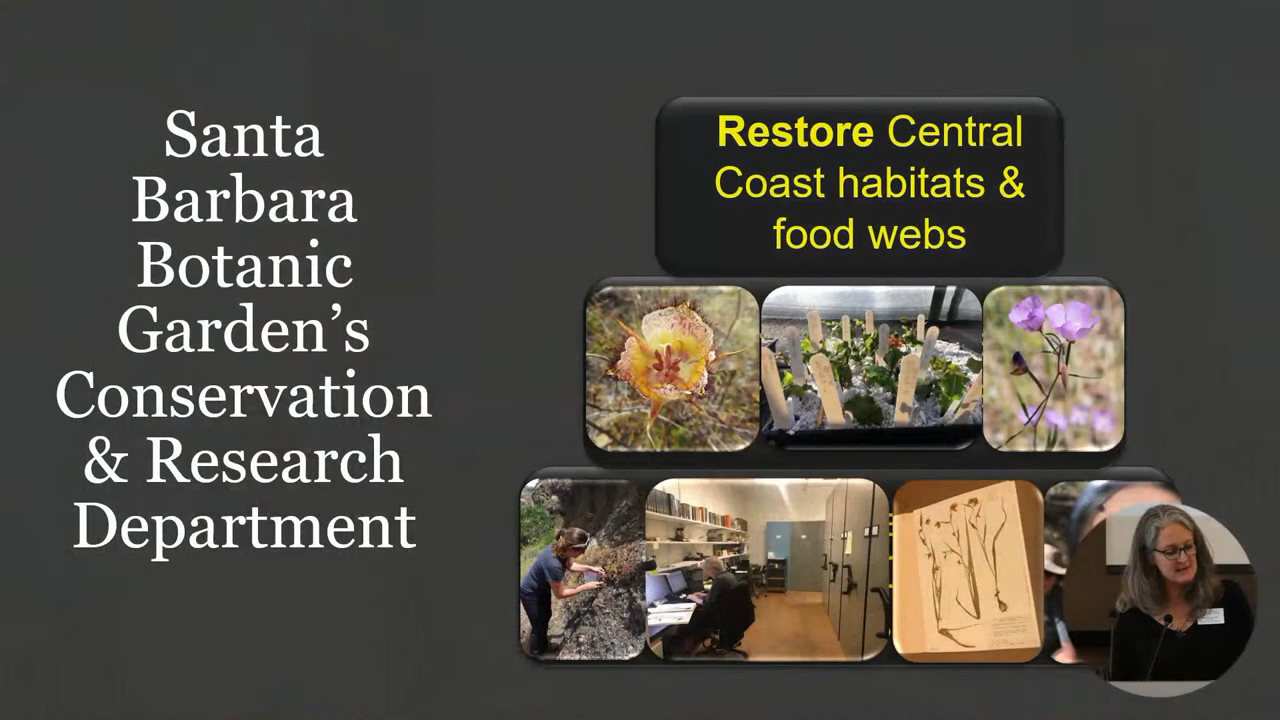 Santa
Barbara
Botanic
Garden’s
Conservation
& Research
Department
Restore Central
Coast habitats &
food webs